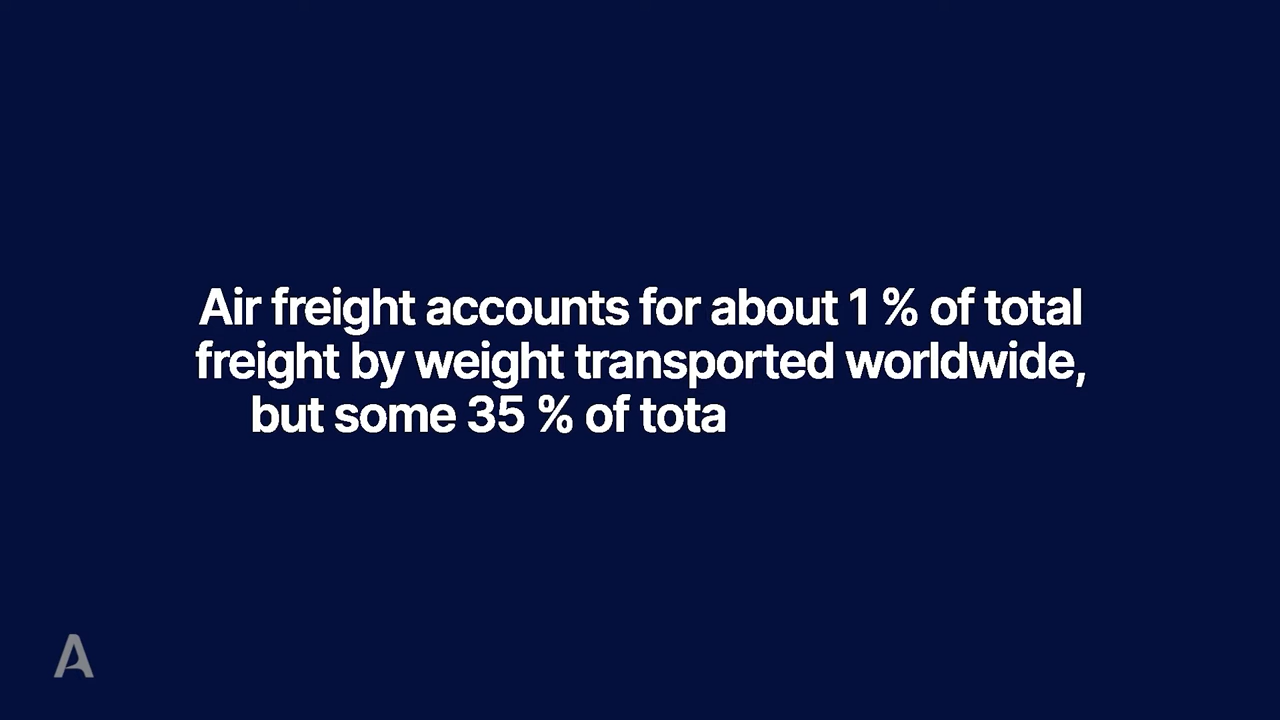 Air freight accounts for about 1 % of total
freight by weight transported worldwide,
but some 35 % of tota
A